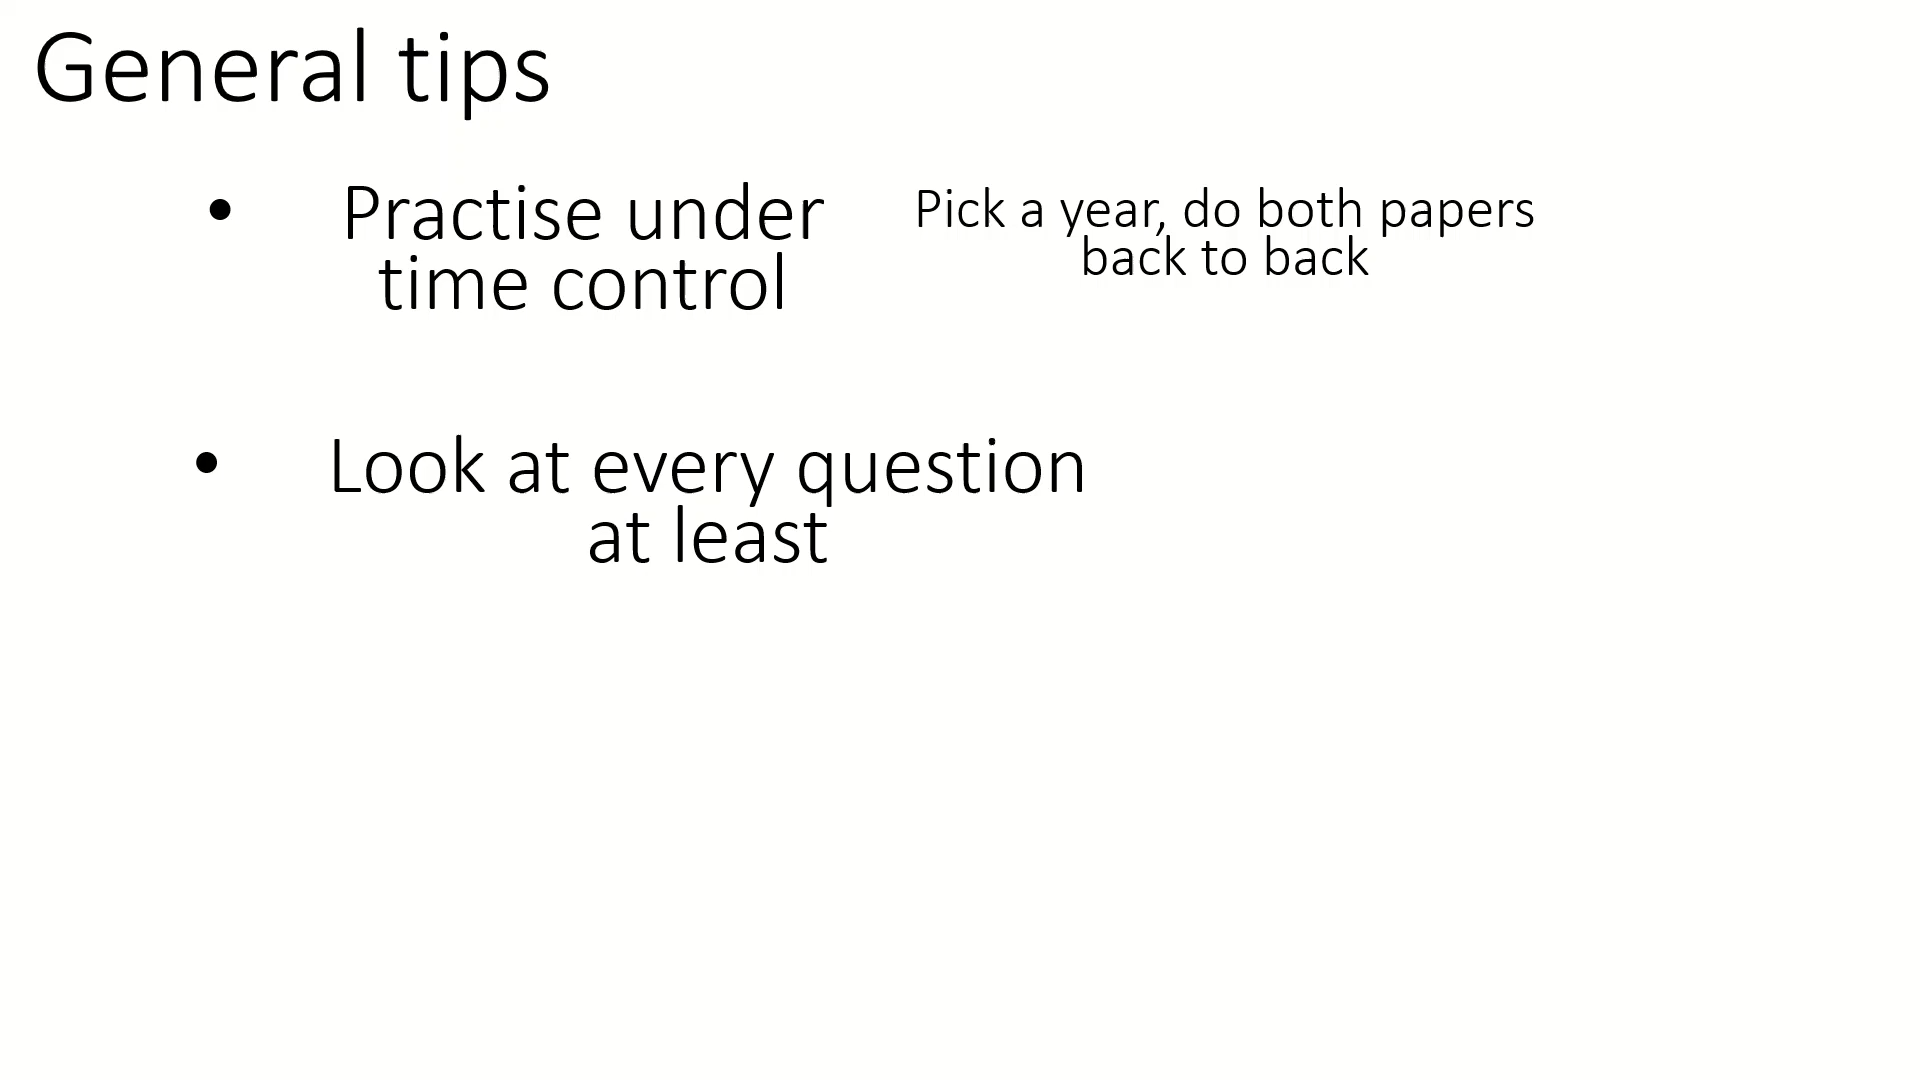 General tips
• Practise under
time control
Pick a year, do both papers
back to back
• Look at every question
at least